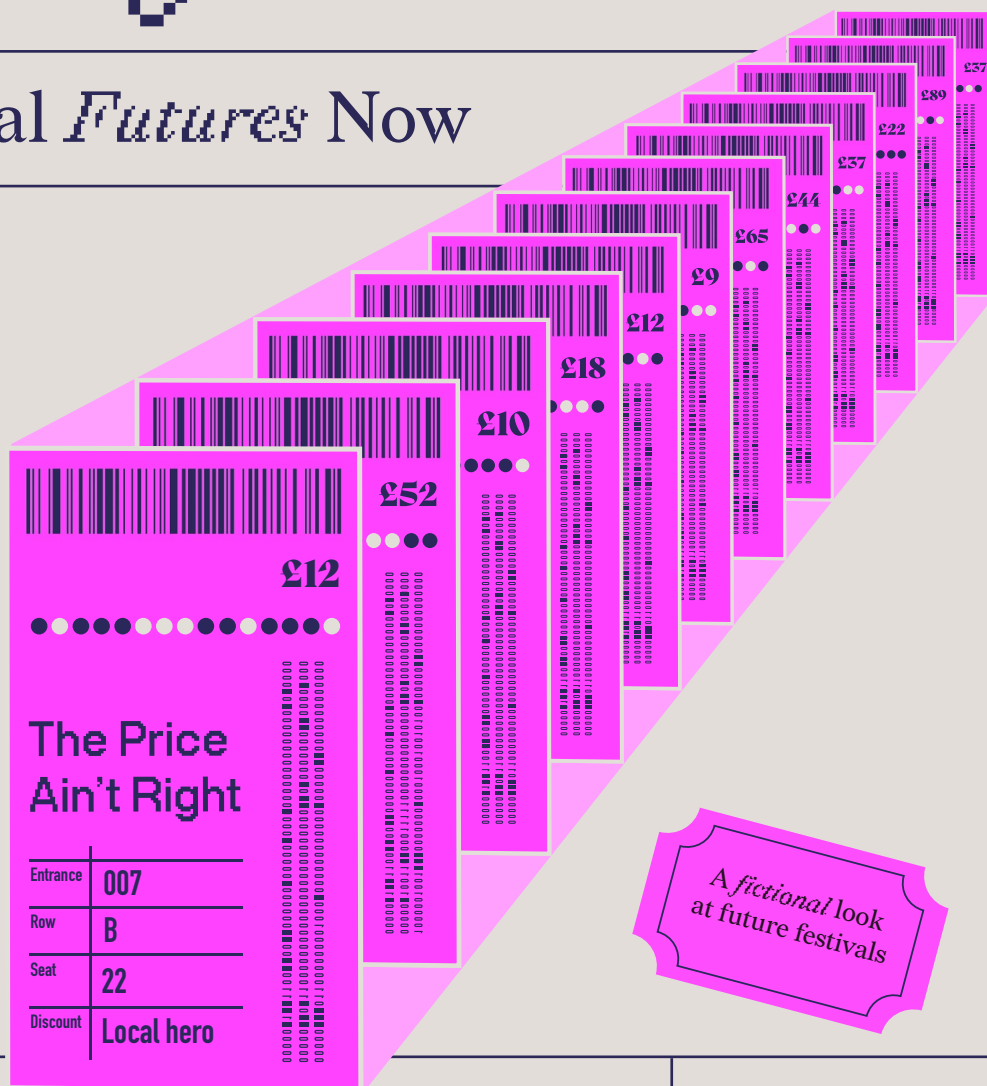 al Futures Now
£37
£89
£22
£37
£44
£65
£9
£12
£18
£10
£52
£12
The Price
Ain't Right
Entrance 007
Row B
Seat 22
Discount Local hero
A fictional look
at future festivals